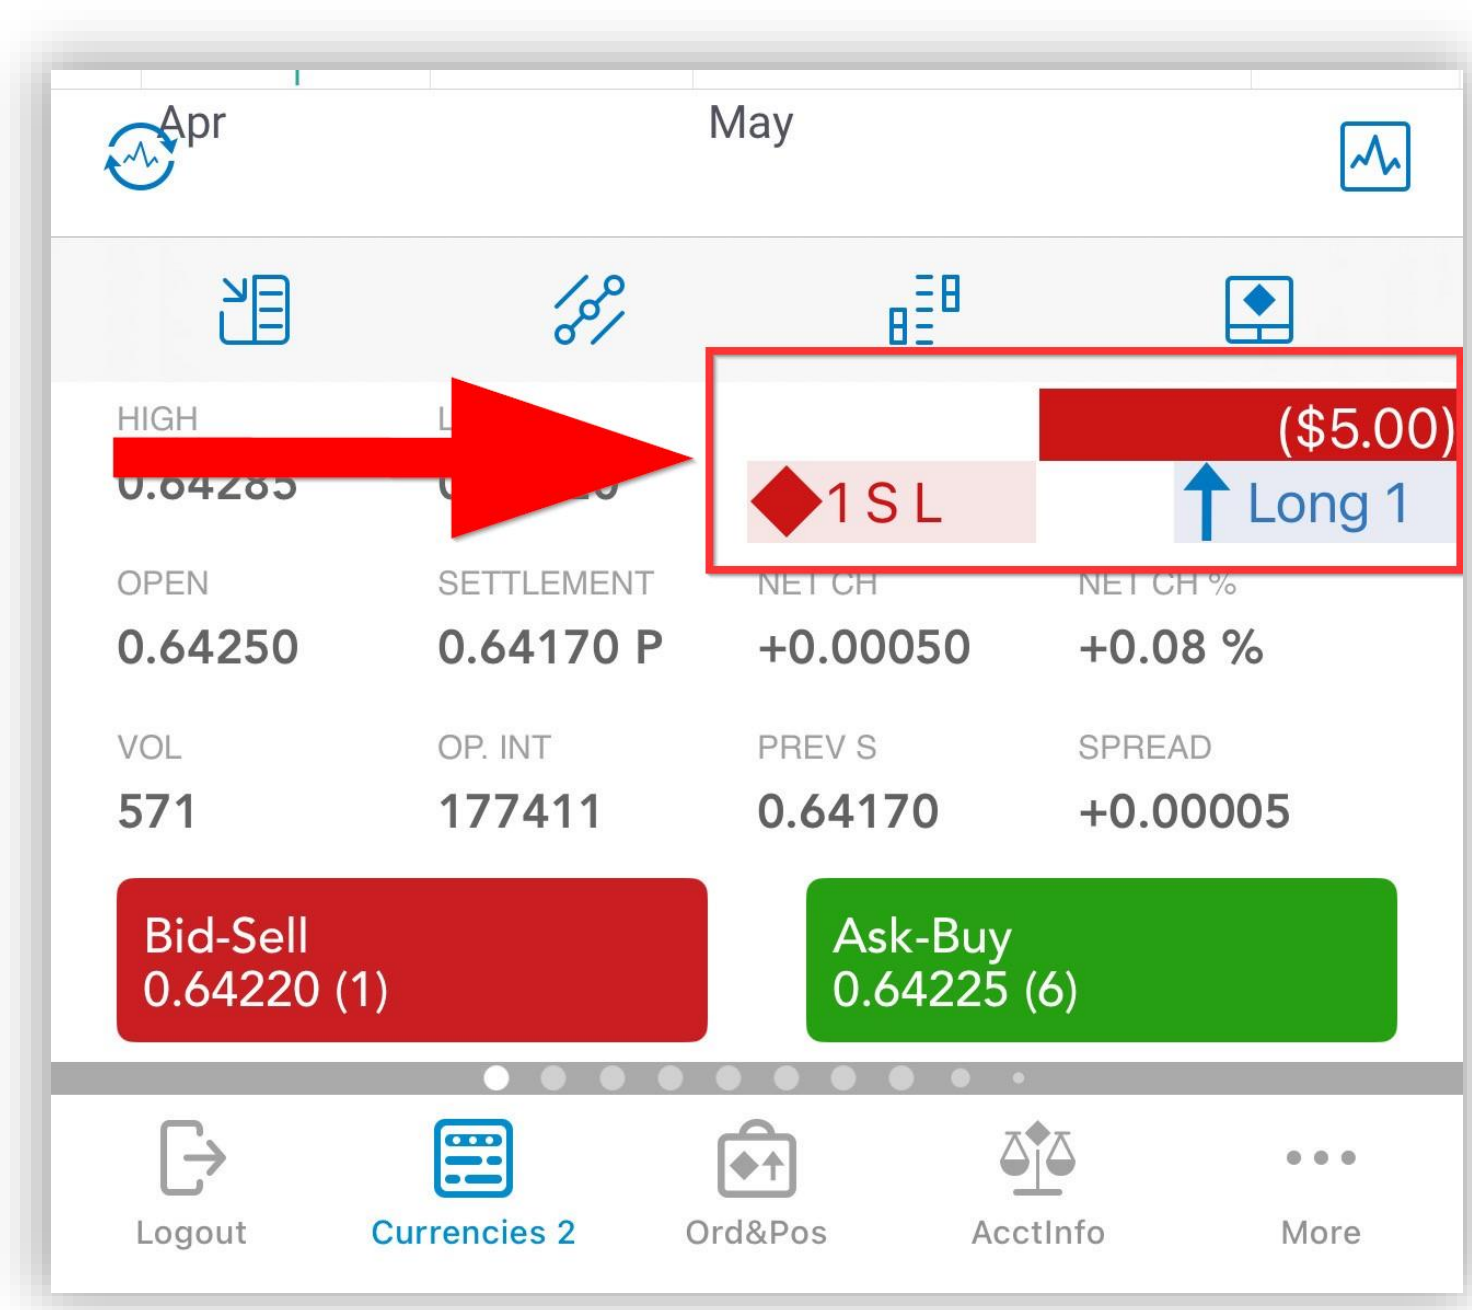 Apr May
HIGH
($5.00)
0.64285
1 S L Long 1
OPEN SETTLEMENT NET CH NET CH %
0.64250 0.64170 P +0.00050 +0.08 %
VOL OP. INT PREV S SPREAD
571 177411 0.64170 +0.00005
Bid-Sell Ask-Buy
0.64220 (1) 0.64225 (6)
Logout Currencies 2 Ord&Pos AcctInfo More